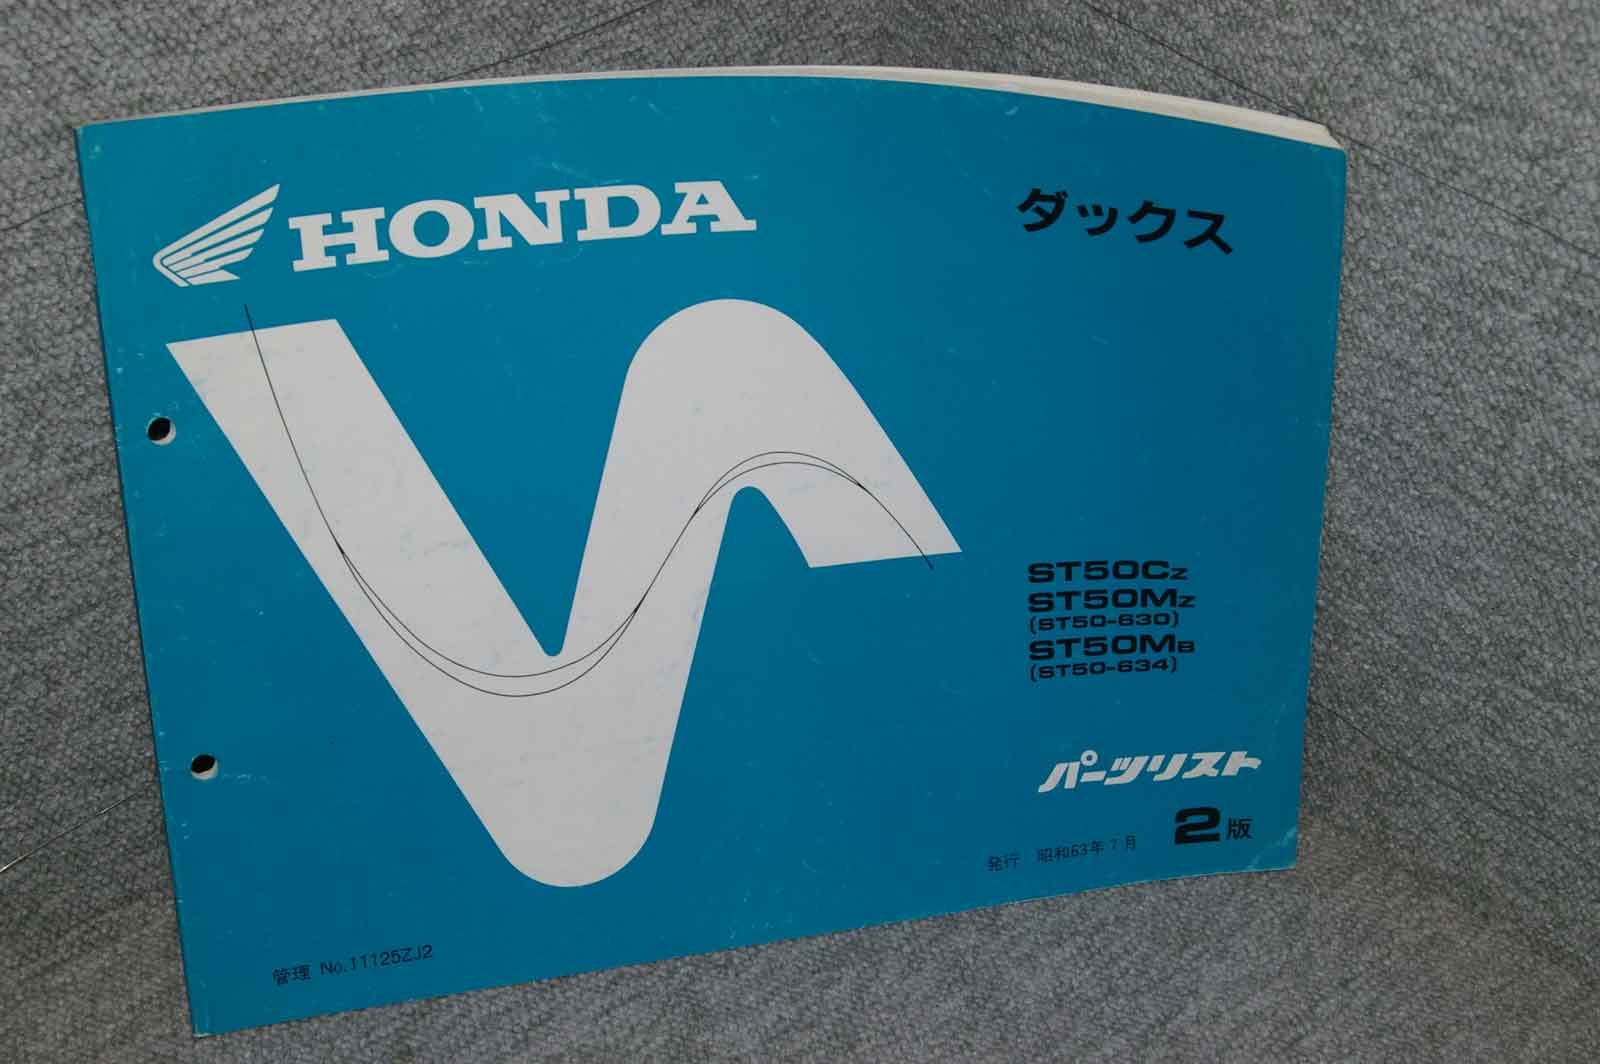 HONDA
ダックス
ST50Cz
ST50Mz
(ST50-630)
ST50MB
(ST50-634)
パーツリスト
2版
発行 昭和63年7月
管理 No.11125ZJ2